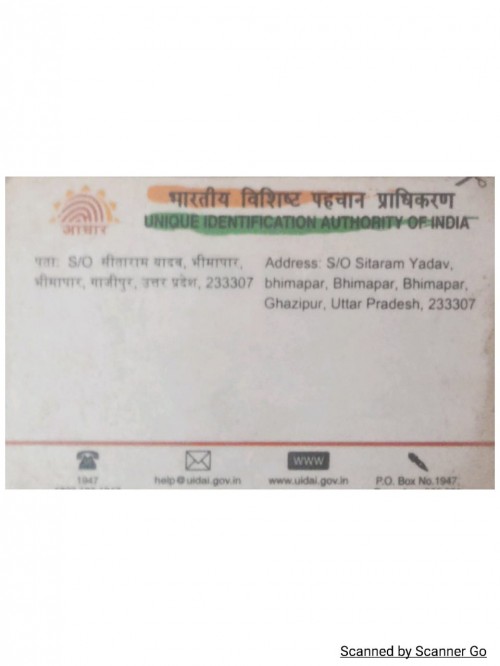 भारतीय विशिष्ट पहचान प्राधिकरण
UNIQUE IDENTIFICATION AUTHORITY OF INDIA
आधार
पता: S/O सीताराम यादव, भीमापार,
भीमापार, गाजीपुर, उत्तर प्रदेश, 233307
Address: S/O Sitaram Yadav,
bhimapar, Bhimapar, Bhimapar,
Ghazipur, Uttar Pradesh, 233307
1947
help@uidai.gov.in
WWW
www.uidai.gov.in
P.O. Box No.1947,
Scanned by Scanner Go